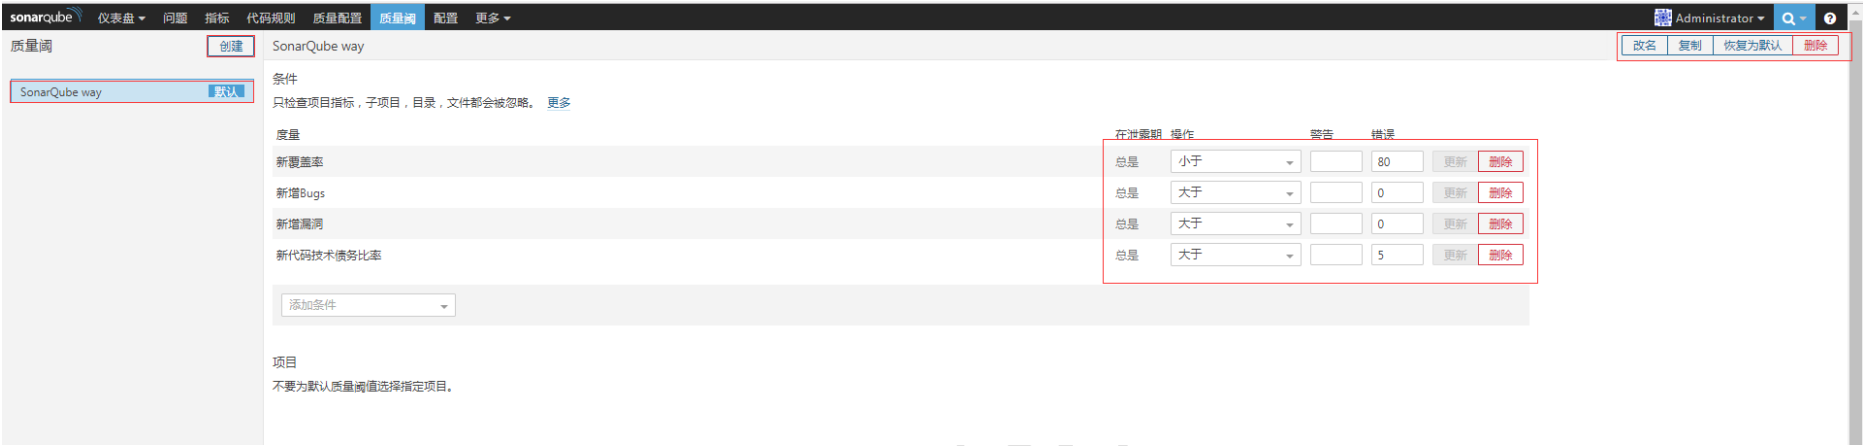 sonarqube 仪表盘 问题 指标 代码规则 质量配置 质量阈 配置 更多 Administrator
质量阈 创建 SonarQube way 改名 复制 恢复为默认 删除
SonarQube way 默认
条件
只检查项目指标，子项目，目录，文件都会被忽略。 更多
度量 在泄露期 操作 警告 错误
新覆盖率 总是 小于 80 更新 删除
新增Bugs 总是 大于 0 更新 删除
新增漏洞 总是 大于 0 更新 删除
新代码技术债务比率 总是 大于 5 更新 删除
添加条件
项目
不要为默认质量阈值选择指定项目。